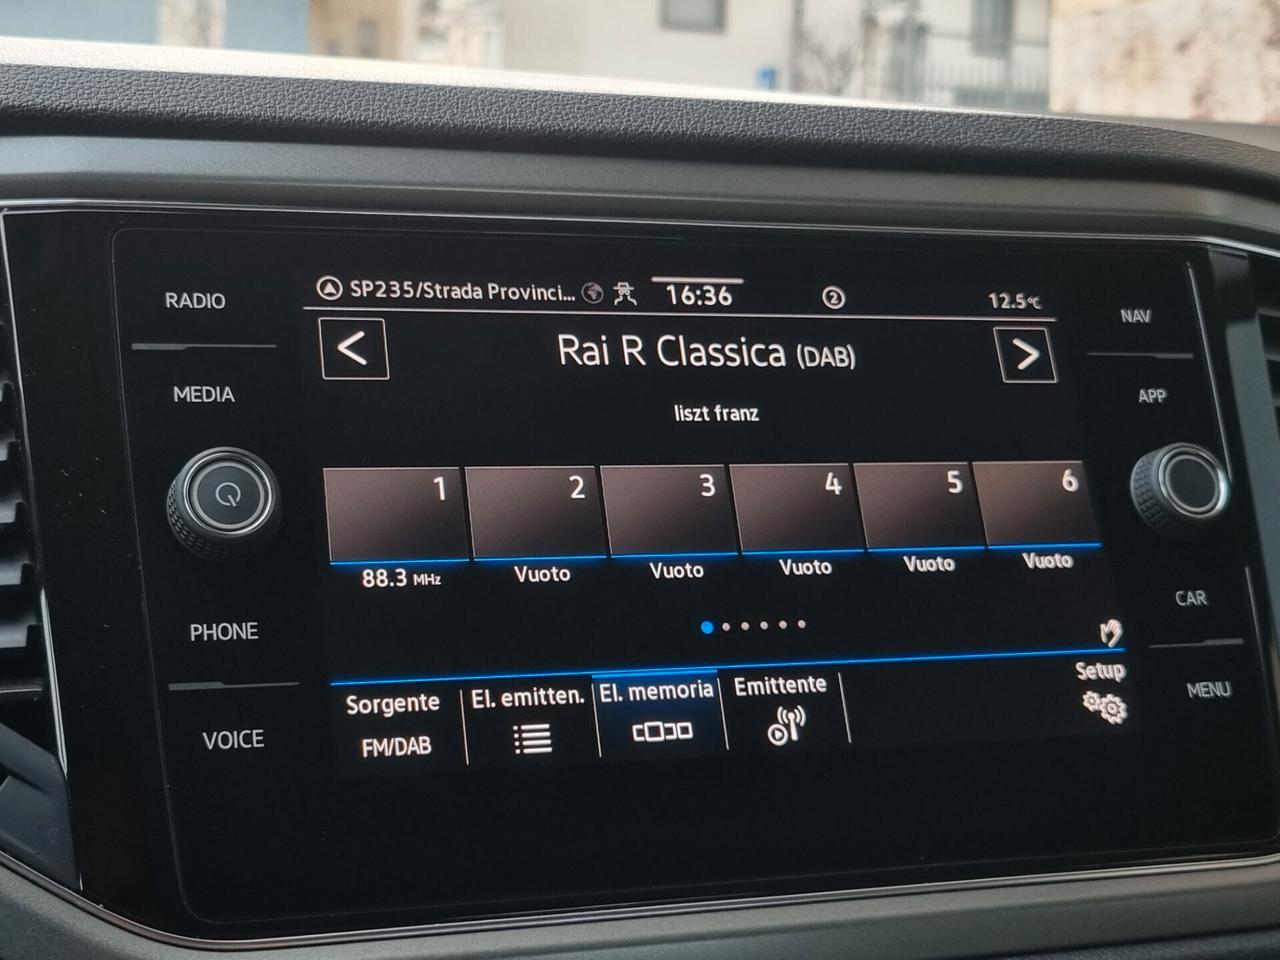 RADIO
MEDIA
PHONE
VOICE
SP235/Strada Provinci...
16:36
2
12.5°C
Rai R Classica (DAB)
liszt franz
1 2 3 4 5 6
88.3 MHz Vuoto Vuoto Vuoto Vuoto Vuoto
Sorgente El. emitten. El. memoria Emittente Setup
FM/DAB
NAV
APP
CAR
MENU